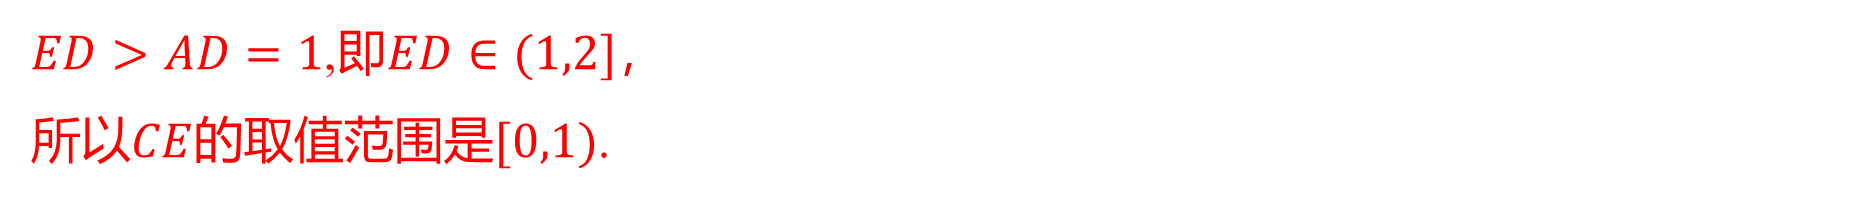 ED > AD = 1,即ED ∈ (1,2],
所以CE的取值范围是[0,1).